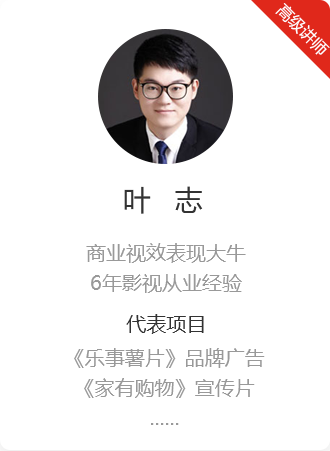 高级讲师
叶 志
商业视效表现大牛
6年影视从业经验
代表项目
《乐事薯片》品牌广告
《家有购物》宣传片
......